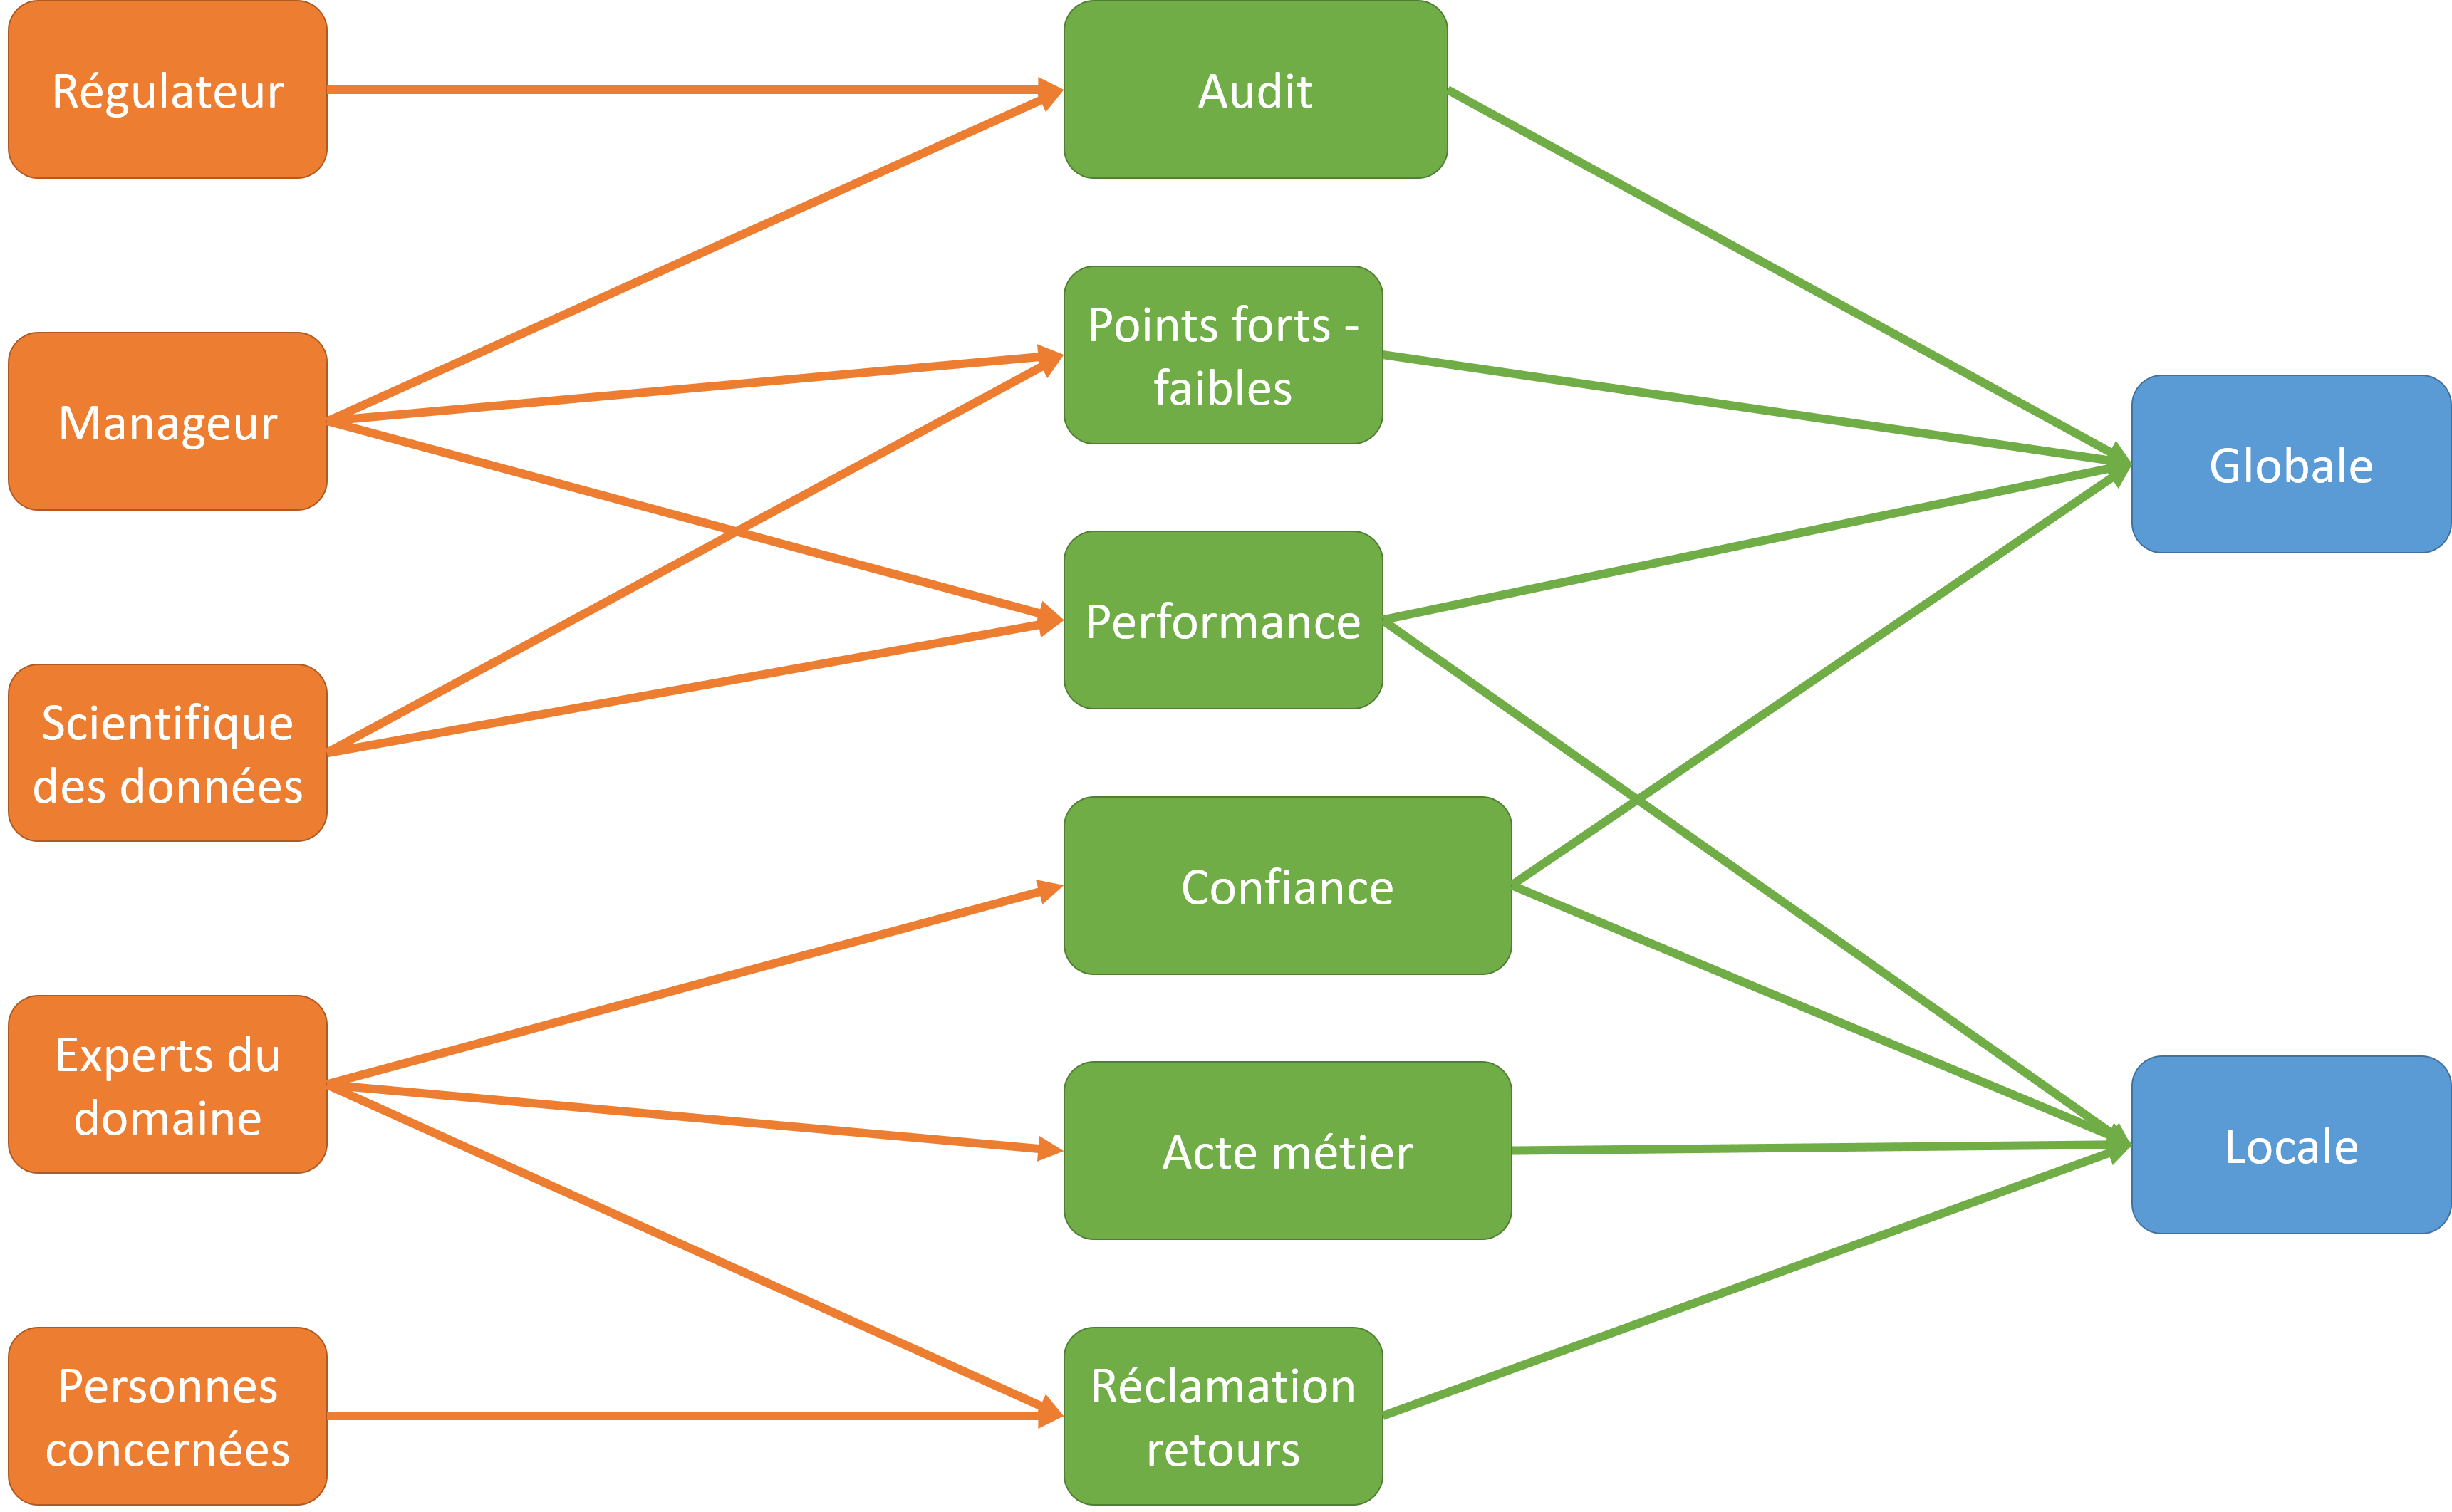 Régulateur
Manageur
Scientifique
des données
Experts du
domaine
Personnes
concernées
Audit
Points forts -
faibles
Performance
Confiance
Acte métier
Réclamation
retours
Globale
Locale